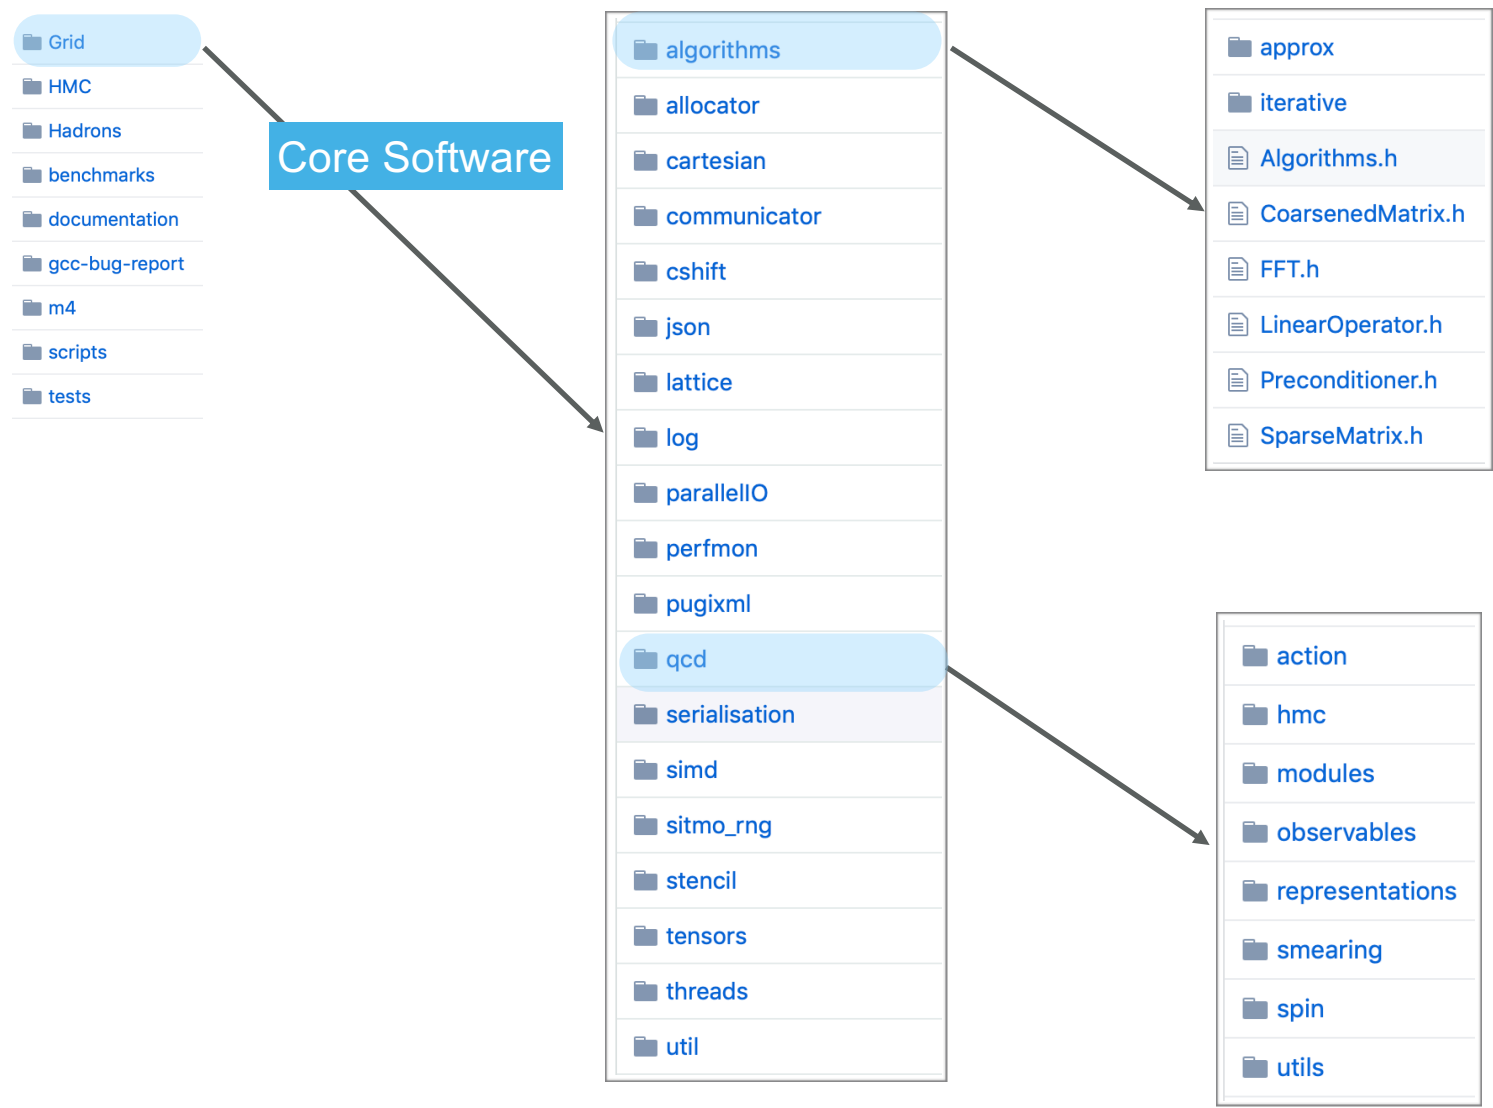 Grid
HMC
Hadrons
benchmarks
documentation
gcc-bug-report
m4
scripts
tests
Core Software
algorithms
allocator
cartesian
communicator
cshift
json
lattice
log
parallelIO
perfmon
pugixml
qcd
serialisation
simd
sitmo_rng
stencil
tensors
threads
util
approx
iterative
Algorithms.h
CoarsenedMatrix.h
FFT.h
LinearOperator.h
Preconditioner.h
SparseMatrix.h
action
hmc
modules
observables
representations
smearing
spin
utils